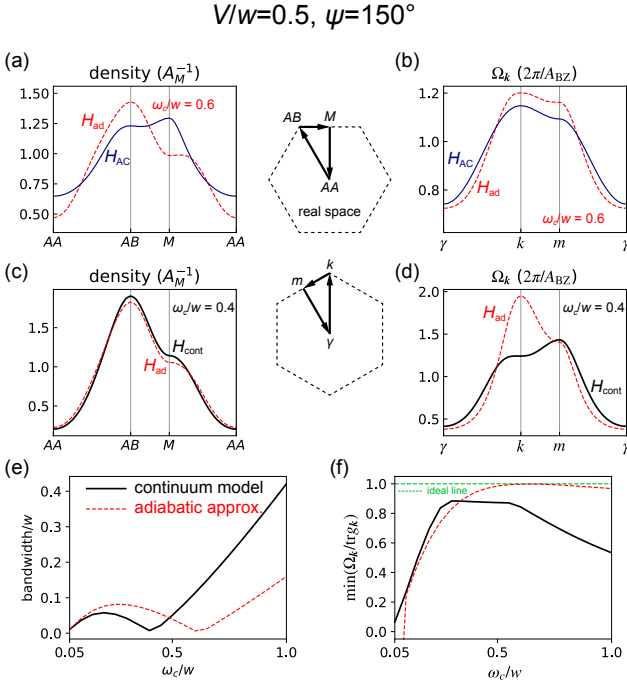 V/w=0.5, ψ=150°
(a)
density (A_M^{-1})
1.50
1.25
1.00
0.75
0.50
ω_c/w = 0.6
H_ad
H_AC
AA AB M AA
AB M
AA
real space
(b)
Ω_k (2π/A_BZ)
1.2
1.0
0.8
H_AC
H_ad
ω_c/w = 0.6
γ k m γ
(c)
density (A_M^{-1})
1.5
1.0
0.5
ω_c/w = 0.4
H_cont
H_ad
AA AB M AA
k
m
γ
(d)
Ω_k (2π/A_BZ)
2.0
1.5
1.0
0.5
ω_c/w = 0.4
H_ad
H_cont
γ k m γ
(e)
bandwidth/w
0.4
0.3
0.2
0.1
0.0
continuum model
adiabatic approx.
0.05 0.5 1.0
ω_c/w
(f)
min(Ω_k/trg_k)
1.0
0.8
0.6
0.4
0.2
0.0
ideal line
0.05 0.5 1.0
ω_c/w